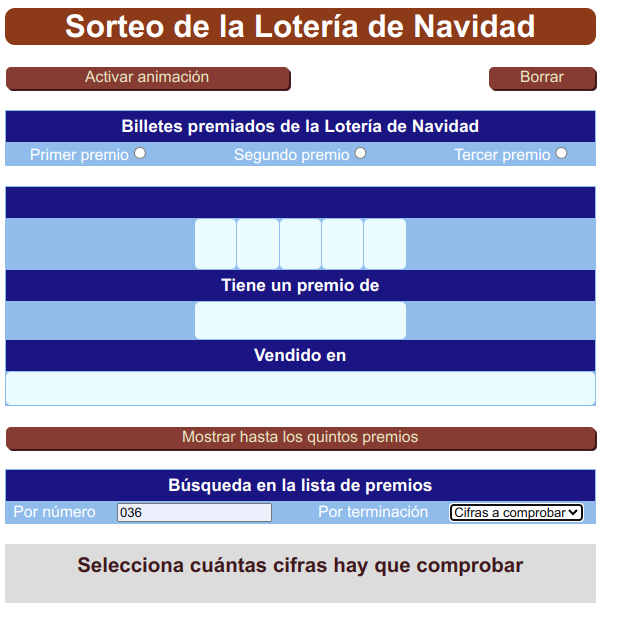 Sorteo de la Lotería de Navidad
Activar animación Borrar
Billetes premiados de la Lotería de Navidad
Primer premio Segundo premio Tercer premio
Tiene un premio de
Vendido en
Mostrar hasta los quintos premios
Búsqueda en la lista de premios
Por número 036 Por terminación Cifras a comprobar
Selecciona cuántas cifras hay que comprobar